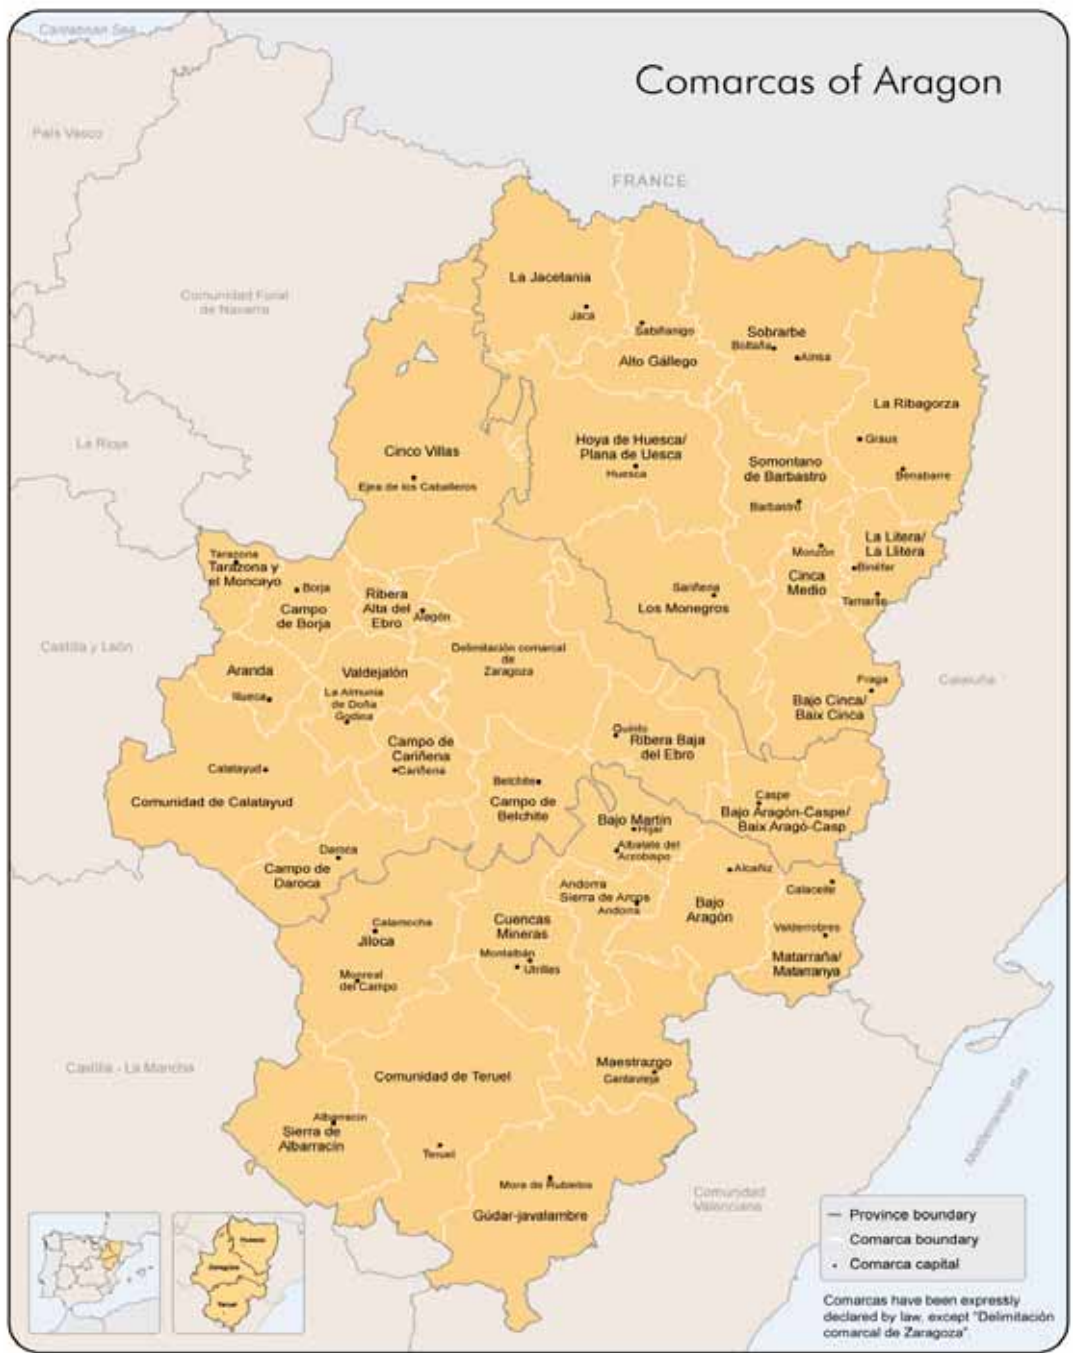 Cantabrian Sea
Comarcas of Aragon
País Vasco
FRANCE
La Jacetania
Comunidad Foral
de Navarra
Jaca
Sabiñánigo
Sobrarbe
Boltaña
Aínsa
Alto Gállego
La Ribagorza
La Rioja
Cinco Villas
Hoya de Huesca/
Plana de Uesca
Graus
Huesca
Somontano
de Barbastro
Benabarre
Ejea de los Caballeros
Barbastro
La Litera/
La Llitera
Tarazona
Tarazona y
el Moncayo
Monzón
Binéfar
Cinca
Medio
Borja
Campo
de Borja
Ribera
Alta del
Ebro
Alagón
Sariñena
Los Monegros
Tamarite
Castilla y León
Delimitación comarcal
de
Zaragoza
Aranda
Valdejalón
Illueca
La Almunia
de Doña
Godina
Fraga
Cataluña
Bajo Cinca/
Baix Cinca
Quinto
Ribera Baja
del Ebro
Campo de
Cariñena
Cariñena
Calatayud
Comunidad de Calatayud
Belchite
Campo de
Belchite
Caspe
Bajo Aragón-Caspe/
Baix Aragó-Casp
Bajo Martín
Híjar
Albalate del
Arzobispo
Daroca
Campo de
Daroca
Alcañiz
Andorra
Sierra de Arcos
Andorra
Calaceite
Bajo
Aragón
Calamocha
Jiloca
Cuencas
Mineras
Valderrobres
Montalbán
Utrillas
Matarraña/
Matarranya
Monreal
del Campo
Castilla - La Mancha
Comunidad de Teruel
Maestrazgo
Cantavieja
Albarracín
Sierra de
Albarracín
Teruel
Mora de Rubielos
Gúdar-javalambre
Mediterranean Sea
Comunidad
Valenciana
Huesca
Zaragoza
Teruel
Province boundary
Comarca boundary
Comarca capital
Comarcas have been expressly
declared by law, except "Delimitación
comarcal de Zaragoza"